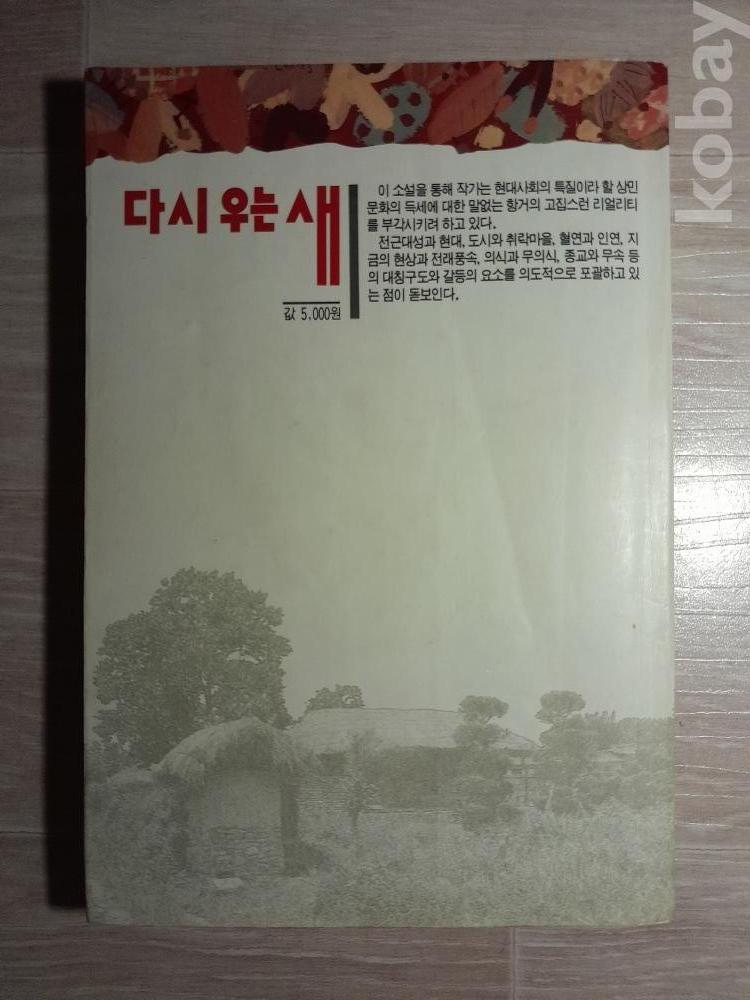 다시 우는 새
값 5,000원
이 소설을 통해 작가는 현대사회의 특질이라 할 상민
문화의 득세에 대한 말없는 항거의 고집스런 리얼리티
를 부각시키려 하고 있다.
전근대성과 현대, 도시와 취락마을, 혈연과 인연, 지
금의 현상과 전래풍속, 의식과 무의식, 종교와 무속 등
의 대칭구도와 갈등의 요소를 의도적으로 포괄하고 있
는 점이 돋보인다.
kobay